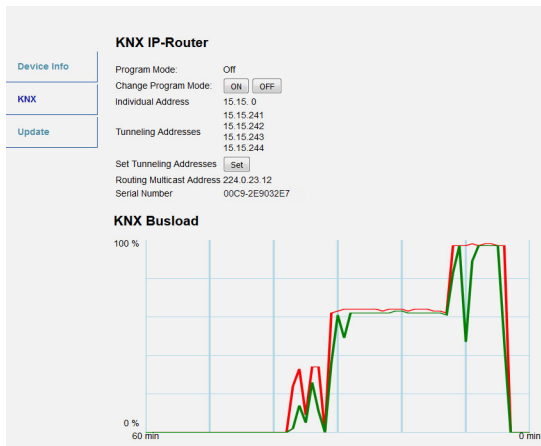 KNX IP-Router
Device Info
Program Mode: Off
Change Program Mode: ON OFF
KNX
Individual Address 15.15. 0
Tunneling Addresses
15.15.241
15.15.242
15.15.243
15.15.244
Update
Set Tunneling Addresses Set
Routing Multicast Address 224.0.23.12
Serial Number 00C9-2E9032E7
KNX Busload
100 %
0 %
60 min
0 min